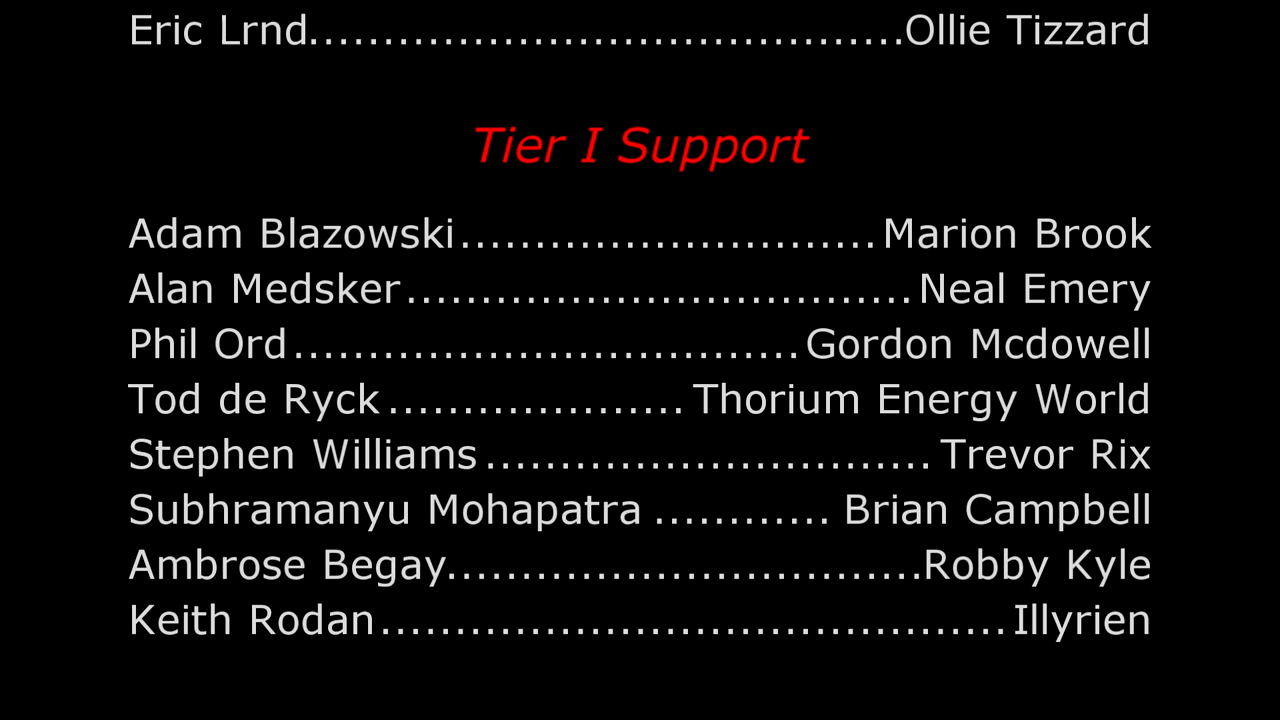 Eric Lrnd........................................Ollie Tizzard
Tier I Support
Adam Blazowski............................Marion Brook
Alan Medsker..................................Neal Emery
Phil Ord..................................Gordon Mcdowell
Tod de Ryck....................Thorium Energy World
Stephen Williams..............................Trevor Rix
Subhramanyu Mohapatra............Brian Campbell
Ambrose Begay................................Robby Kyle
Keith Rodan..........................................Illyrien